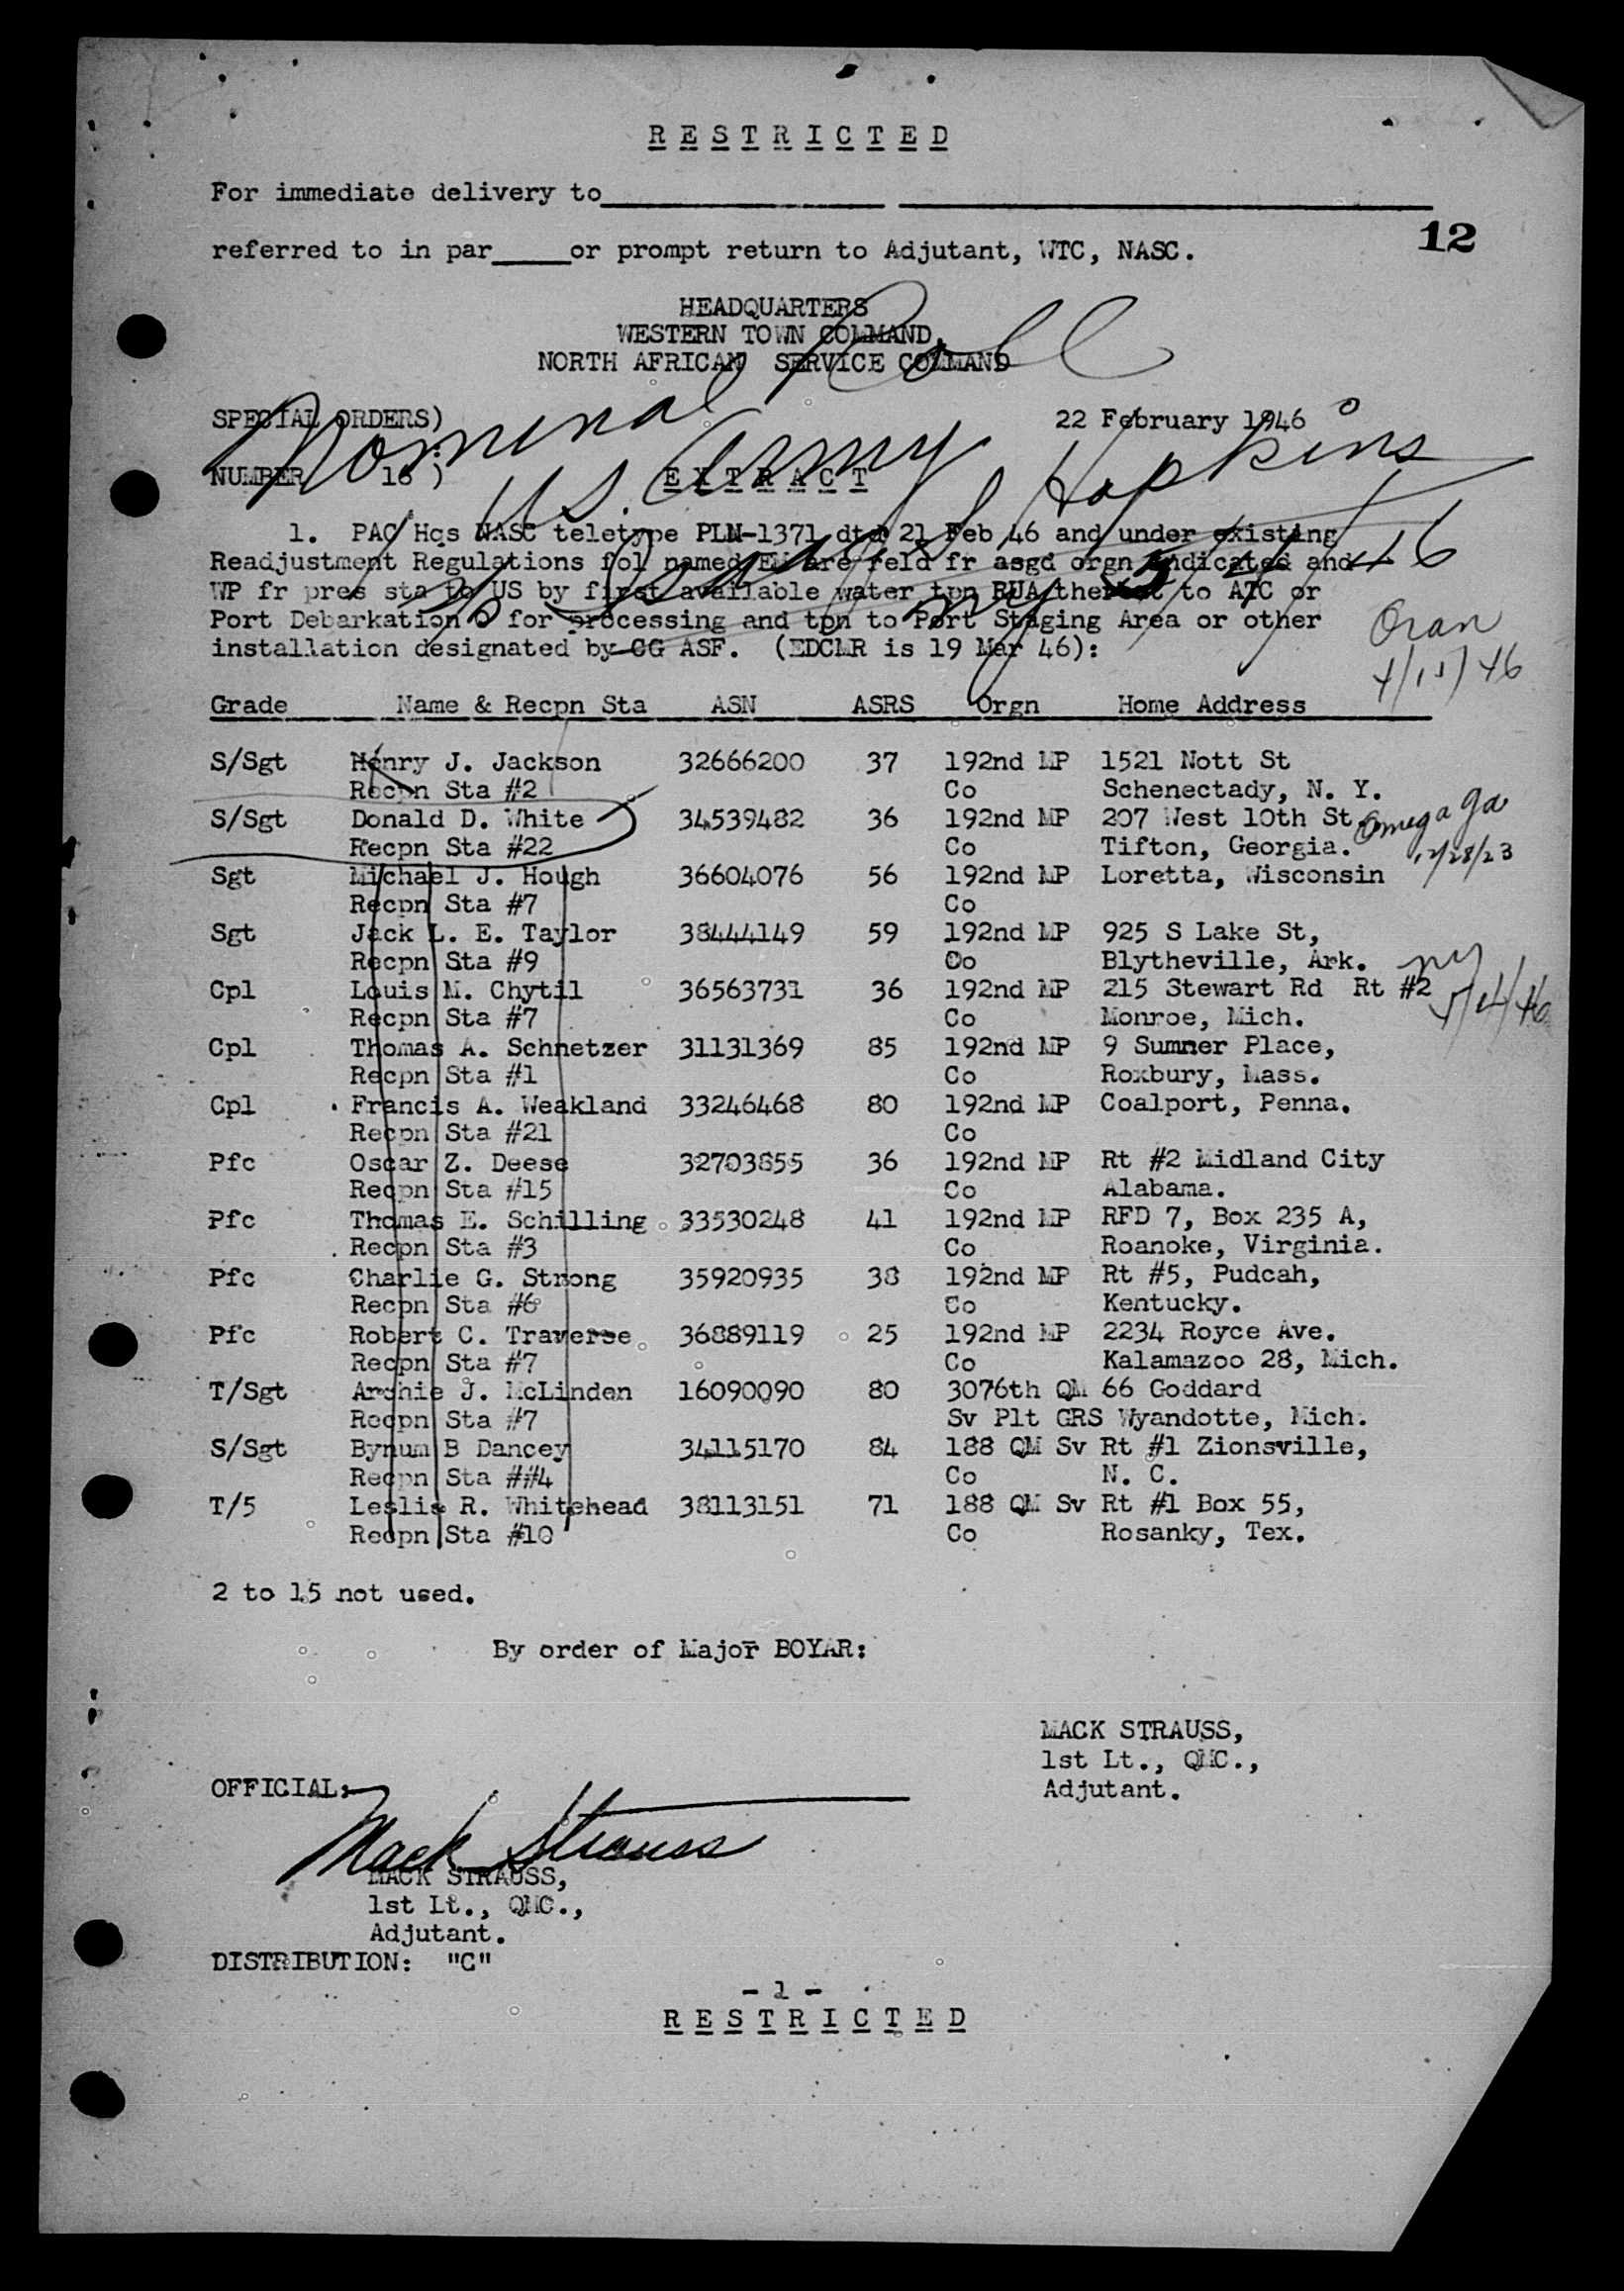 R E S T R I C T E D
For immediate delivery to
12
referred to in par_____or prompt return to Adjutant, WTC, NASC.
HEADQUARTERS
WESTERN TOWN COMMAND,
NORTH AFRICAN SERVICE COMMAND
Nominal Roll
SPECIAL ORDERS)
22 February 1946
NUMBER 16 )
E X T R A C T
U.S. Army
Hopkins
1. PAC Hqs NASC teletype PLN-1371 dtd 21 Feb 46 and under existing
Readjustment Regulations fol named EM are reld fr asgd orgn indicated and
WP fr pres sta to US by first available water tpn RUA thereat to ATC or
Port Debarkation O for processing and tpn to Port Staging Area or other
installation designated by CG ASF. (EDCMR is 19 Mar 46):
Oran
4/15/46
Grade Name & Recpn Sta ASN ASRS Orgn Home Address
S/Sgt Henry J. Jackson 32666200 37 192nd MP 1521 Nott St
Recpn Sta #2 Co Schenectady, N. Y.
S/Sgt Donald D. White 34539482 36 192nd MP 207 West 10th St. Omega Ga
Recpn Sta #22 Co Tifton, Georgia. 12/28/23
Sgt Michael J. Hough 36604076 56 192nd MP Loretta, Wisconsin
Recpn Sta #7 Co
Sgt Jack L. E. Taylor 38444149 59 192nd MP 925 S Lake St,
Recpn Sta #9 Co Blytheville, Ark. ny
Cpl Louis M. Chytil 36563731 36 192nd MP 215 Stewart Rd Rt #2
Recpn Sta #7 Co Monroe, Mich.
Cpl Thomas A. Schnetzer 31131369 85 192nd MP 9 Sumner Place,
Recpn Sta #1 Co Roxbury, Mass.
Cpl Francis A. Weakland 33246468 80 192nd MP Coalport, Penna.
Recpn Sta #21 Co
Pfc Oscar Z. Deese 32703855 36 192nd MP Rt #2 Midland City
Recpn Sta #15 Co Alabama.
Pfc Thomas E. Schilling 33530248 41 192nd MP RFD 7, Box 235 A,
Recpn Sta #3 Co Roanoke, Virginia.
Pfc Charlie G. Strong 35920935 38 192nd MP Rt #5, Pudcah,
Recpn Sta #6 Co Kentucky.
Pfc Robert C. Traverse 36889119 25 192nd MP 2234 Royce Ave.
Recpn Sta #7 Co Kalamazoo 28, Mich.
T/Sgt Archie J. McLinden 16090090 80 3076th QM 66 Goddard
Recpn Sta #7 Sv Plt GRS Wyandotte, Mich.
S/Sgt Bynum B Dancey 34115170 84 188 QM Sv Rt #1 Zionsville,
Recpn Sta ##4 Co N. C.
T/5 Leslie R. Whitehead 38113151 71 188 QM Sv Rt #1 Box 55,
Recpn Sta #10 Co Rosanky, Tex.
2 to 15 not used.
By order of Major BOYAR:
MACK STRAUSS,
1st Lt., QMC.,
Adjutant.
OFFICIAL:
Mack Strauss
MACK STRAUSS,
1st Lt., QMC.,
Adjutant.
DISTRIBUTION: "C"
- 1 -
R E S T R I C T E D